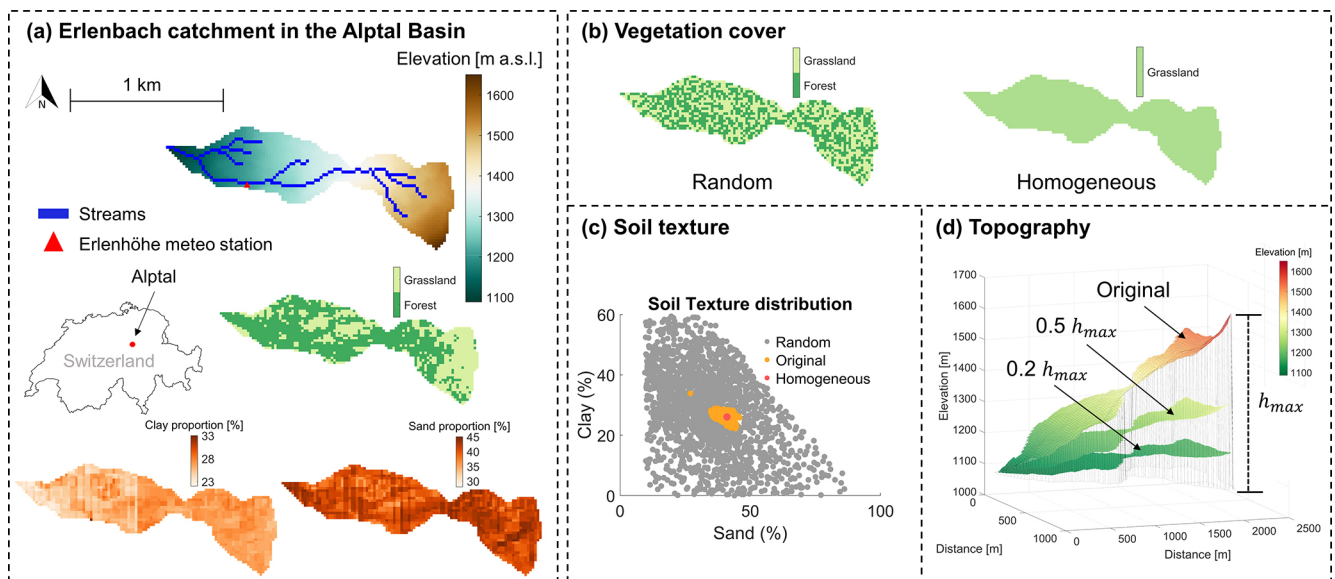 (a) Erlenbach catchment in the Alptal Basin
Elevation [m a.s.l.]
N
1 km
1600
1500
1400
1300
1200
1100
Streams
Erlenhöhe meteo station
Alptal
Switzerland
Grassland
Forest
Clay proportion [%]
33
28
23
Sand proportion [%]
45
40
35
30
(b) Vegetation cover
Grassland
Forest
Random
Grassland
Homogeneous
(c) Soil texture
Soil Texture distribution
Clay (%)
60
40
20
0
Random
Original
Homogeneous
0
50
100
Sand (%)
(d) Topography
Elevation [m]
1600
1500
1400
1300
1200
1100
Original
0.5 hmax
0.2 hmax
hmax
Elevation [m]
1700
1600
1500
1400
1300
1200
1100
1000
0
500
1000
Distance [m]
0
500
1000
1500
2000
2500
Distance [m]